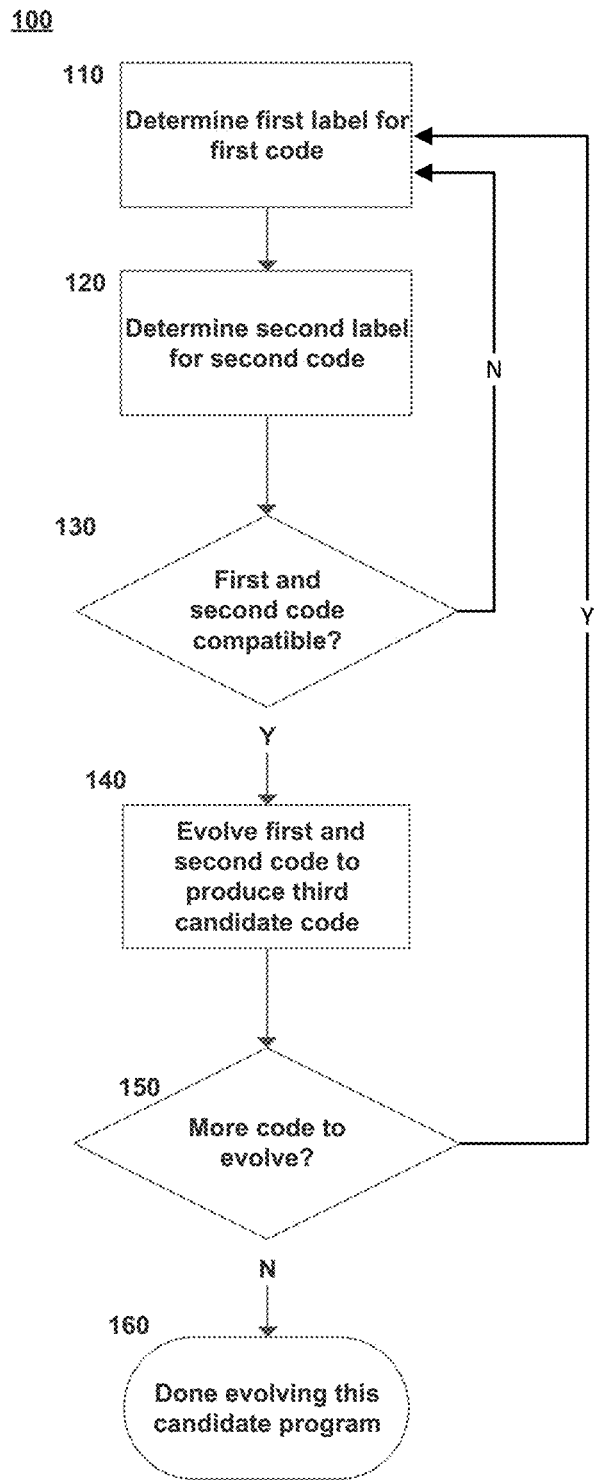 100
110
Determine first label for
first code
120
Determine second label
for second code
N
130
First and
second code
compatible?
Y
Y
140
Evolve first and
second code to
produce third
candidate code
150
More code to
evolve?
N
160
Done evolving this
candidate program